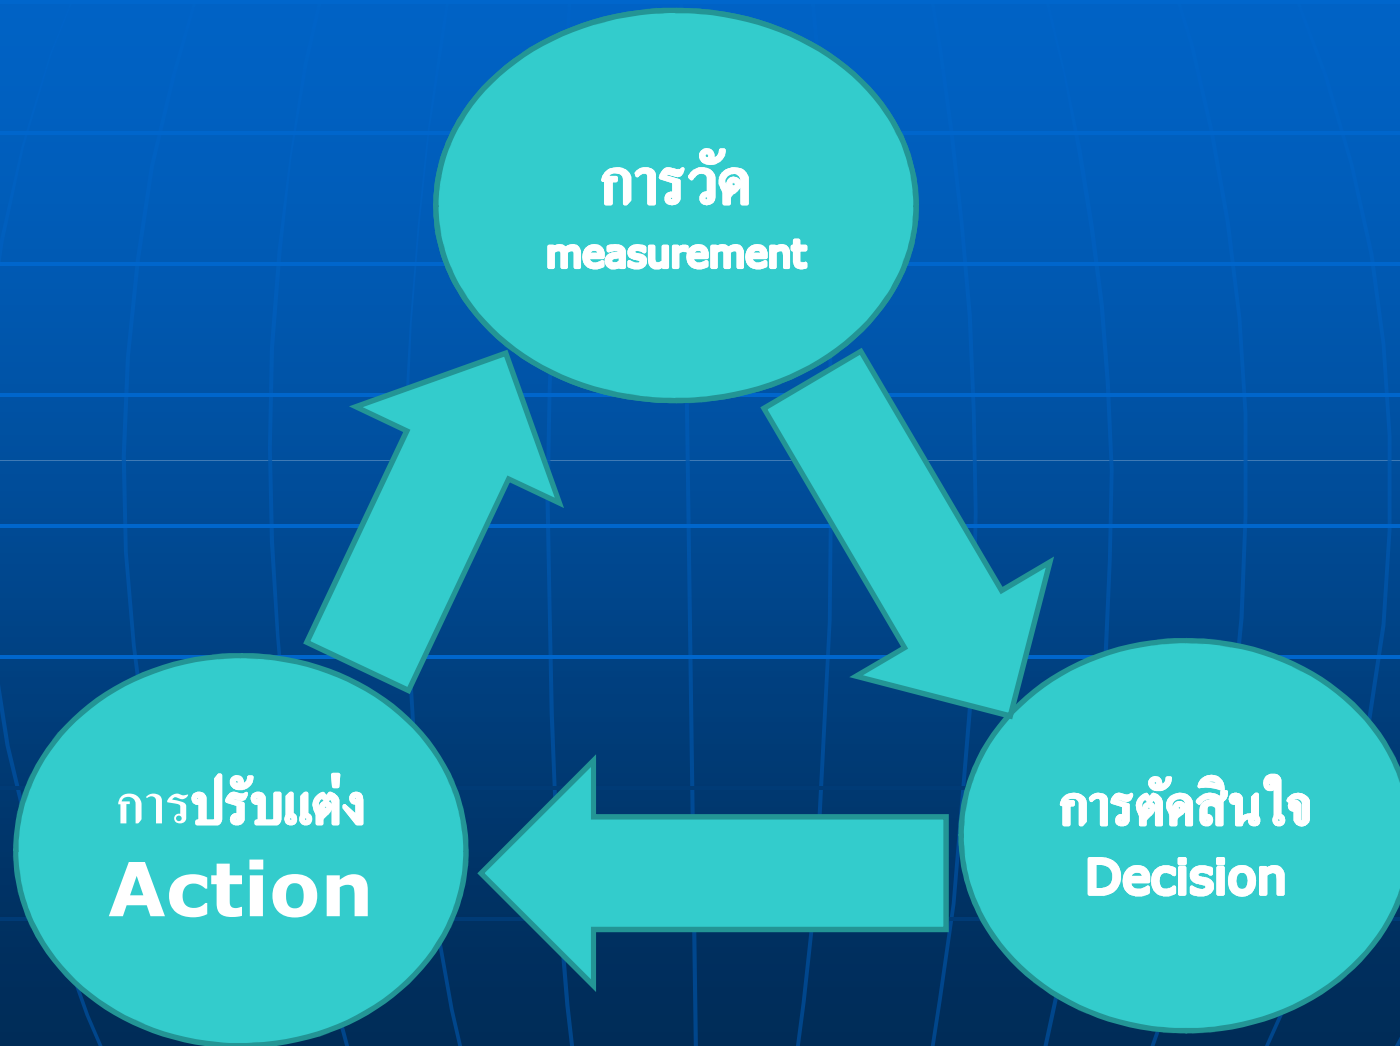 การวัด
measurement
การปรับแต่ง
Action
การตัดสินใจ
Decision